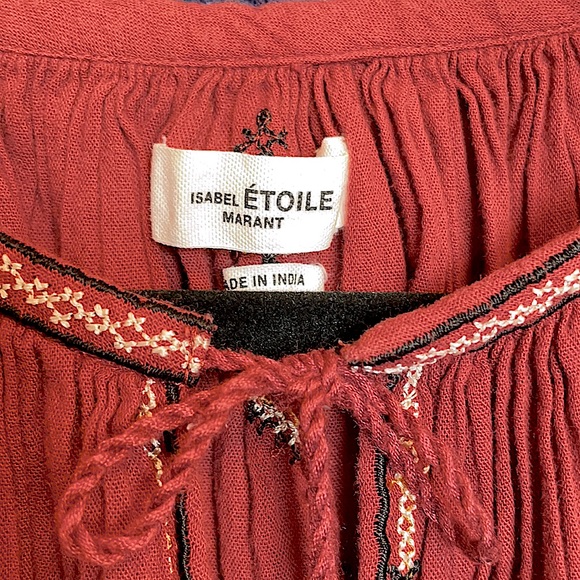 ISABEL ÉTOILE
MARANT
ADE IN INDIA